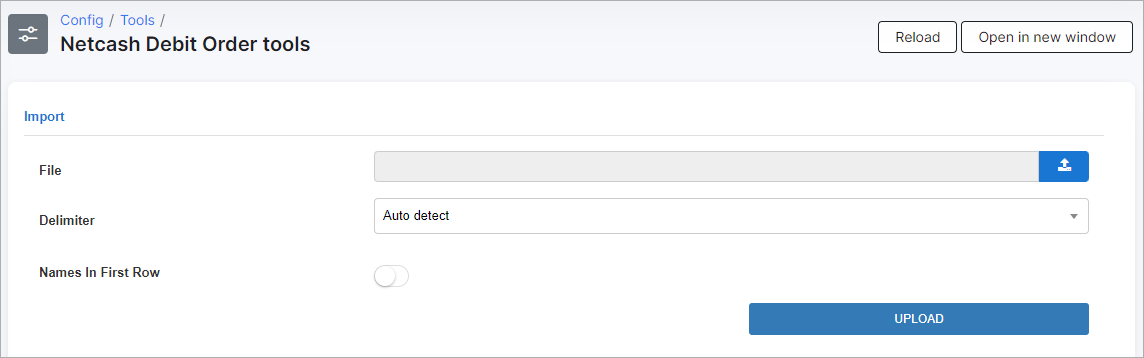 Config / Tools /
Netcash Debit Order tools
Reload
Open in new window
Import
File
Delimiter
Auto detect
Names In First Row
UPLOAD